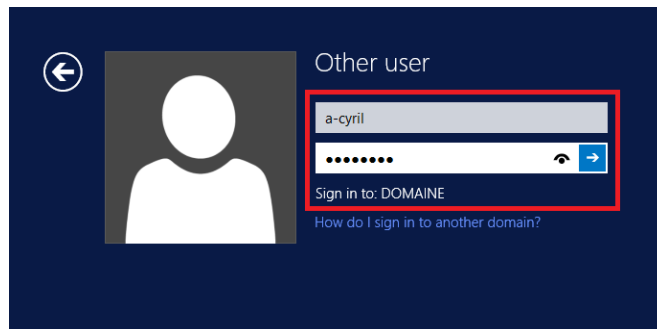 Other user
a-cyril
••••••••
Sign in to: DOMAINE
How do I sign in to another domain?